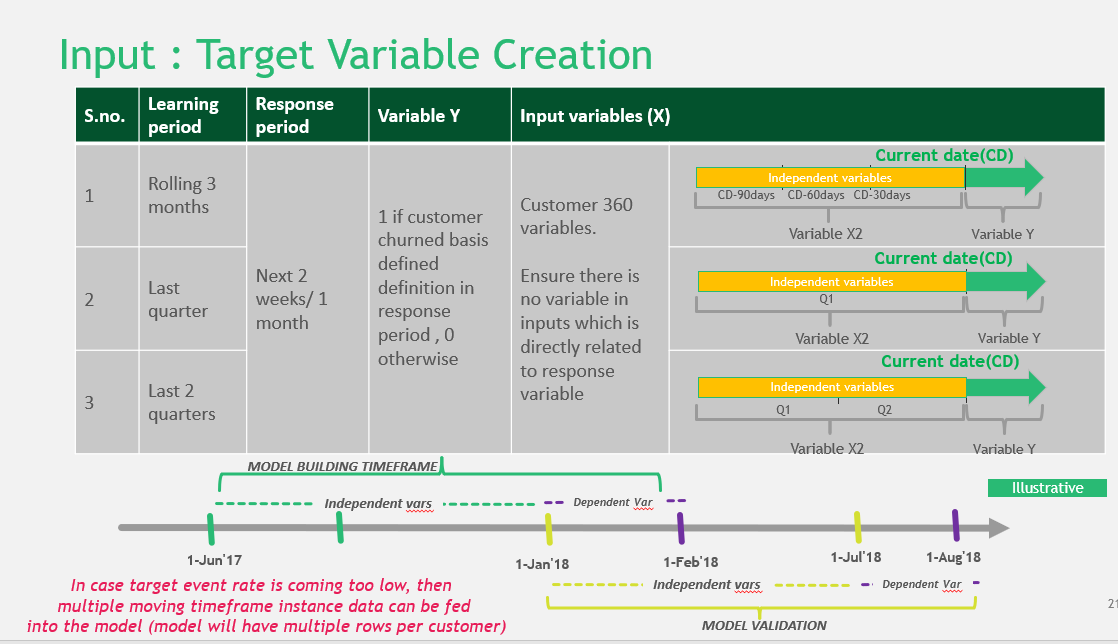 Input : Target Variable Creation
S.no.
Learning
period
Response
period
Variable Y
Input variables (X)
1
Rolling 3
months
2
Last
quarter
3
Last 2
quarters
Next 2
weeks/ 1
month
1 if customer
churned basis
defined
definition in
response
period , 0
otherwise
Customer 360
variables.
Ensure there is
no variable in
inputs which is
directly related
to response
variable
Current date(CD)
Independent variables
CD-90days CD-60days CD-30days
Variable X2 Variable Y
Current date(CD)
Independent variables
Q1
Variable X2 Variable Y
Current date(CD)
Independent variables
Q1 Q2
Variable X2 Variable Y
MODEL BUILDING TIMEFRAME
Illustrative
Independent vars Dependent Var
1-Jun'17 1-Jan'18 1-Feb'18 1-Jul'18 1-Aug'18
Independent vars Dependent Var
MODEL VALIDATION
In case target event rate is coming too low, then
multiple moving timeframe instance data can be fed
into the model (model will have multiple rows per customer)
21